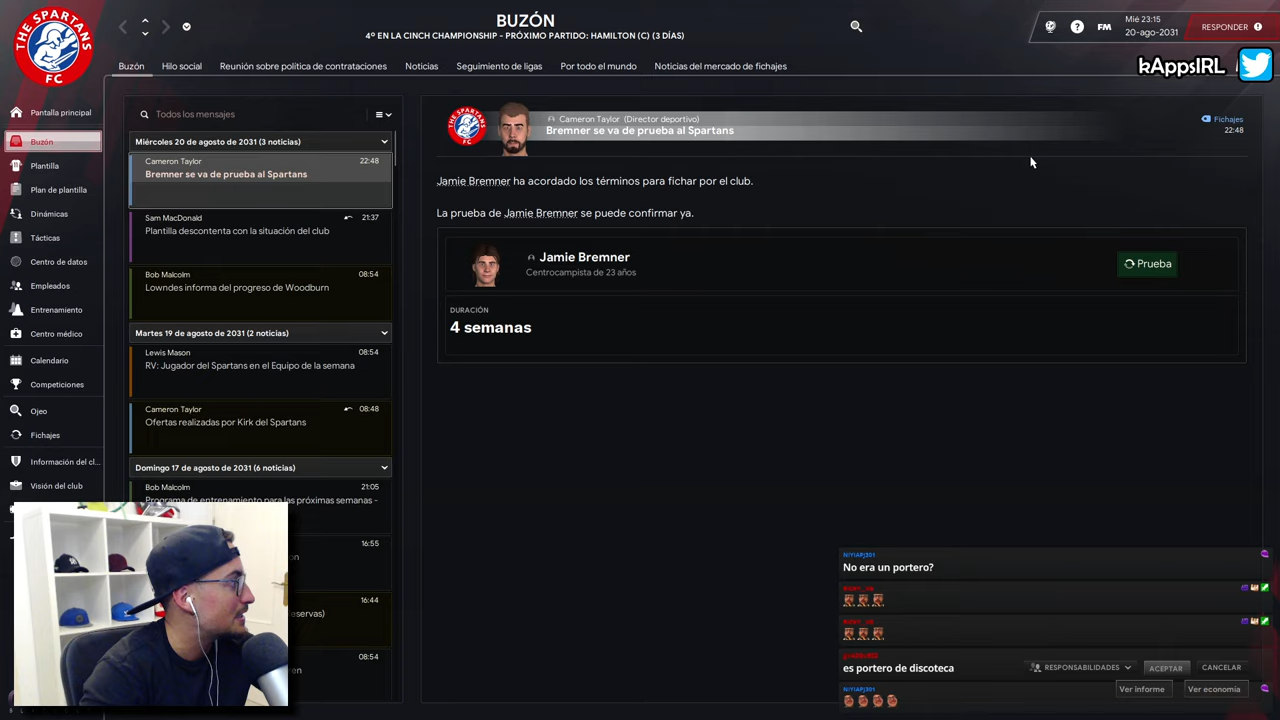 THE SPARTANS
FC
BUZÓN
4º EN LA CINCH CHAMPIONSHIP - PRÓXIMO PARTIDO: HAMILTON (C) (3 DÍAS)
FM
Mié 23:15
20-ago-2031
RESPONDER
kAppsIRL
Buzón
Hilo social
Reunión sobre política de contrataciones
Noticias
Seguimiento de ligas
Por todo el mundo
Noticias del mercado de fichajes
Pantalla principal
Buzón
Plantilla
Plan de plantilla
Dinámicas
Tácticas
Centro de datos
Empleados
Entrenamiento
Centro médico
Calendario
Competiciones
Ojeo
Fichajes
Información del cl...
Visión del club
Todos los mensajes
Miércoles 20 de agosto de 2031 (3 noticias)
Cameron Taylor 22:48
Bremner se va de prueba al Spartans
Sam MacDonald 21:37
Plantilla descontenta con la situación del club
Bob Malcolm 08:54
Lowndes informa del progreso de Woodburn
Martes 19 de agosto de 2031 (2 noticias)
Lewis Mason 08:54
RV: Jugador del Spartans en el Equipo de la semana
Cameron Taylor 08:48
Ofertas realizadas por Kirk del Spartans
Domingo 17 de agosto de 2031 (6 noticias)
Bob Malcolm 21:05
Programa de entrenamiento para las próximas semanas -
16:55
on
16:44
eservas)
08:54
en
Cameron Taylor (Director deportivo)
Bremner se va de prueba al Spartans
Fichajes
22:48
Jamie Bremner ha acordado los términos para fichar por el club.
La prueba de Jamie Bremner se puede confirmar ya.
Jamie Bremner
Centrocampista de 23 años
Prueba
DURACIÓN
4 semanas
NIYIAPJ301
No era un portero?
es portero de discoteca
RESPONSABILIDADES
ACEPTAR
CANCELAR
NIYIAPJ301
Ver informe
Ver economía